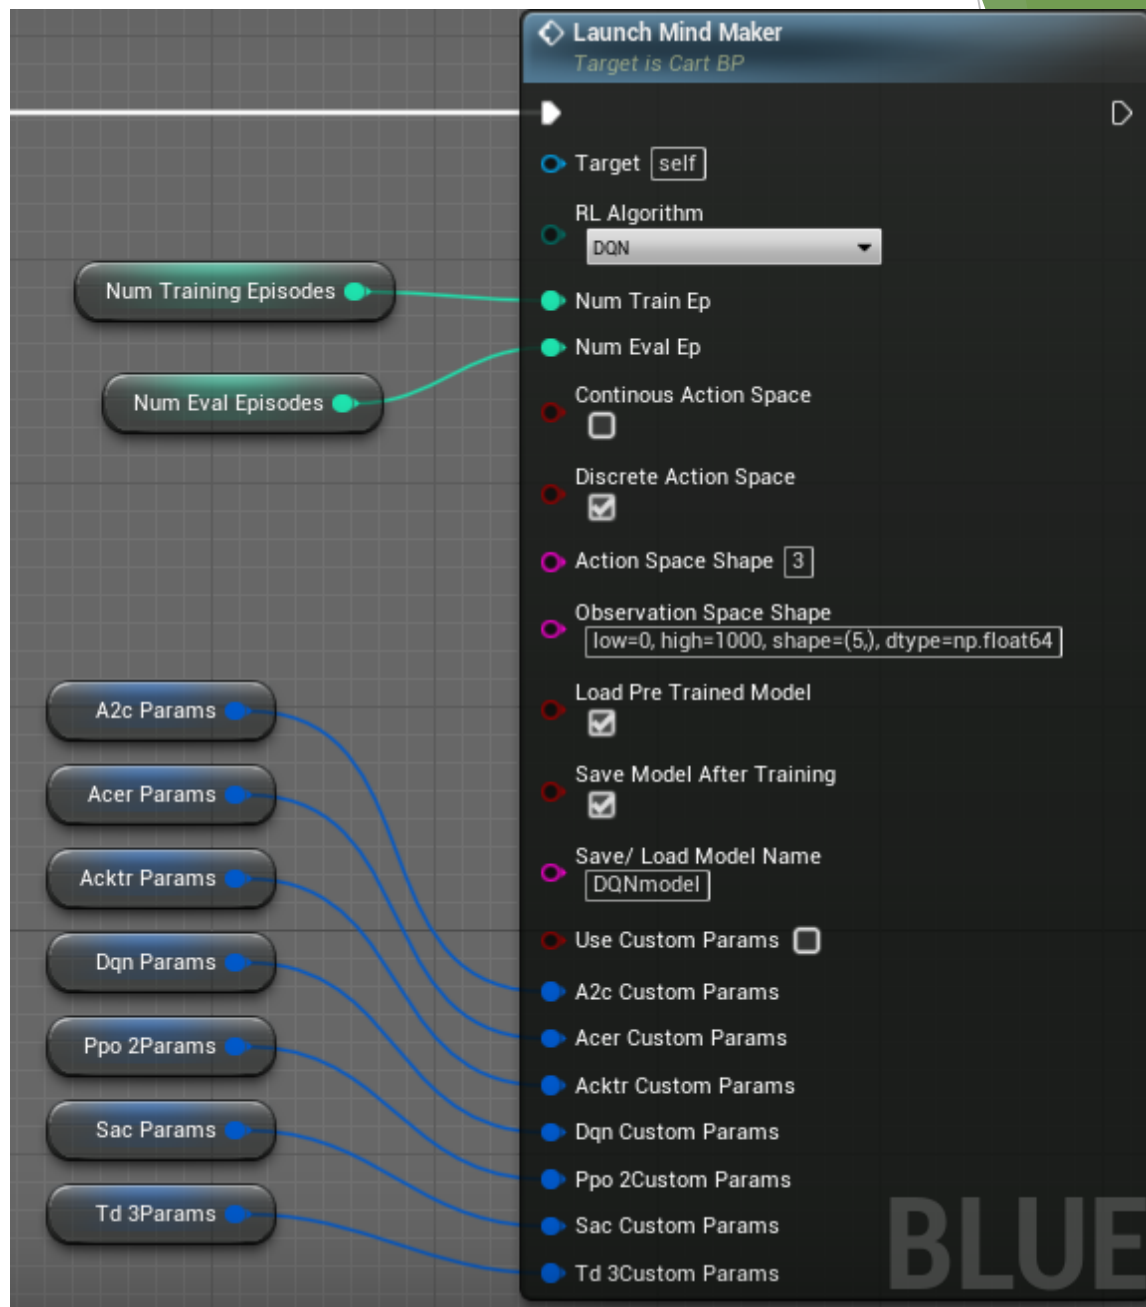 Launch Mind Maker
Target is Cart BP
Target self
RL Algorithm
DQN
Num Training Episodes
Num Train Ep
Num Eval Ep
Num Eval Episodes
Continous Action Space
Discrete Action Space
Action Space Shape 3
Observation Space Shape
low=0, high=1000, shape=(5,), dtype=np.float64
Load Pre Trained Model
Save Model After Training
Save/ Load Model Name
DQNmodel
Use Custom Params
A2c Params
Acer Params
Acktr Params
Dqn Params
Ppo 2Params
Sac Params
Td 3Params
A2c Custom Params
Acer Custom Params
Acktr Custom Params
Dqn Custom Params
Ppo 2Custom Params
Sac Custom Params
Td 3Custom Params
BLUE